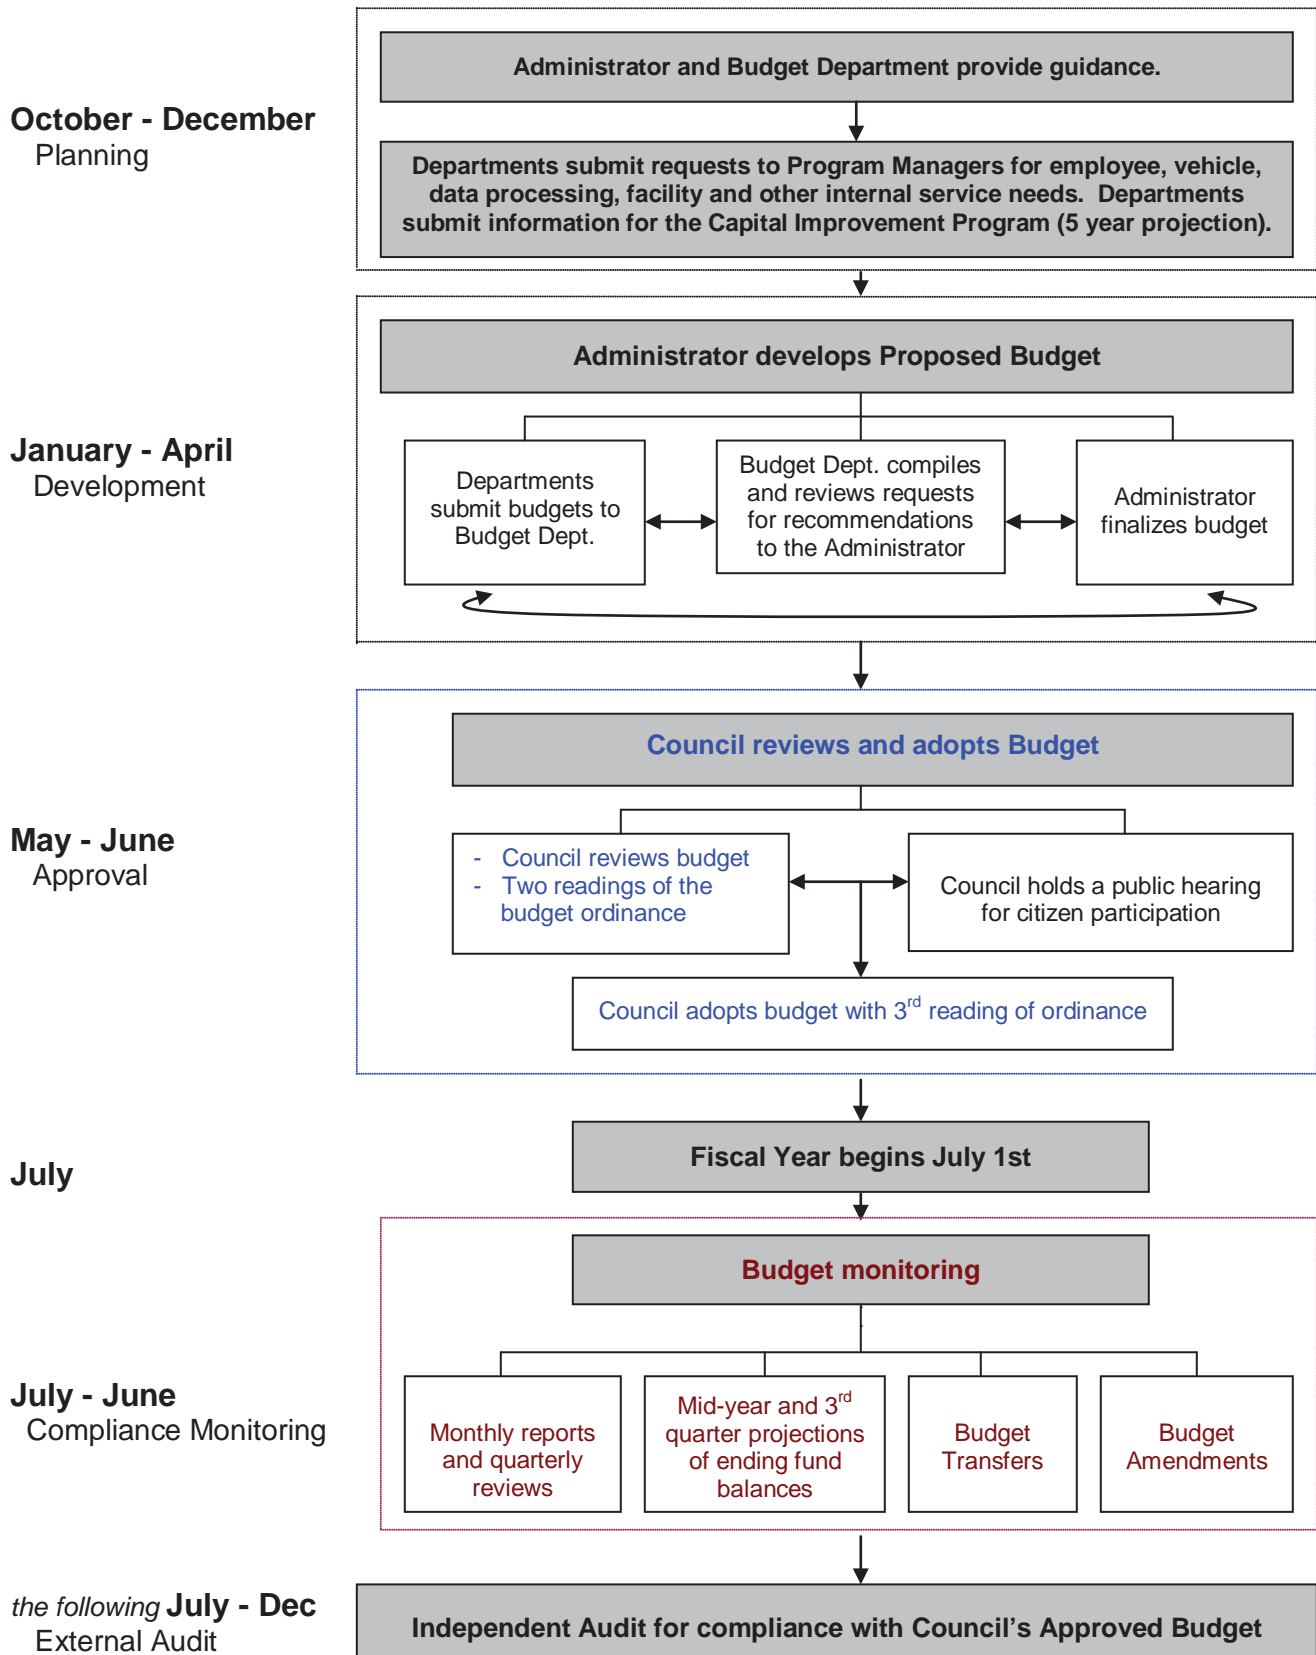 Administrator and Budget Department provide guidance.
October - December
Planning
Departments submit requests to Program Managers for employee, vehicle,
data processing, facility and other internal service needs.  Departments
submit information for the Capital Improvement Program (5 year projection).
Administrator develops Proposed Budget
January - April
Development
Departments
submit budgets to
Budget Dept.
Budget Dept. compiles
and reviews requests
for recommendations
to the Administrator
Administrator
finalizes budget
Council reviews and adopts Budget
May - June
Approval
- Council reviews budget
- Two readings of the
budget ordinance
Council holds a public hearing
for citizen participation
Council adopts budget with 3rd reading of ordinance
July
Fiscal Year begins July 1st
Budget monitoring
July - June
Compliance Monitoring
Monthly reports
and quarterly
reviews
Mid-year and 3rd
quarter projections
of ending fund
balances
Budget
Transfers
Budget
Amendments
the following July - Dec
External Audit
Independent Audit for compliance with Council's Approved Budget